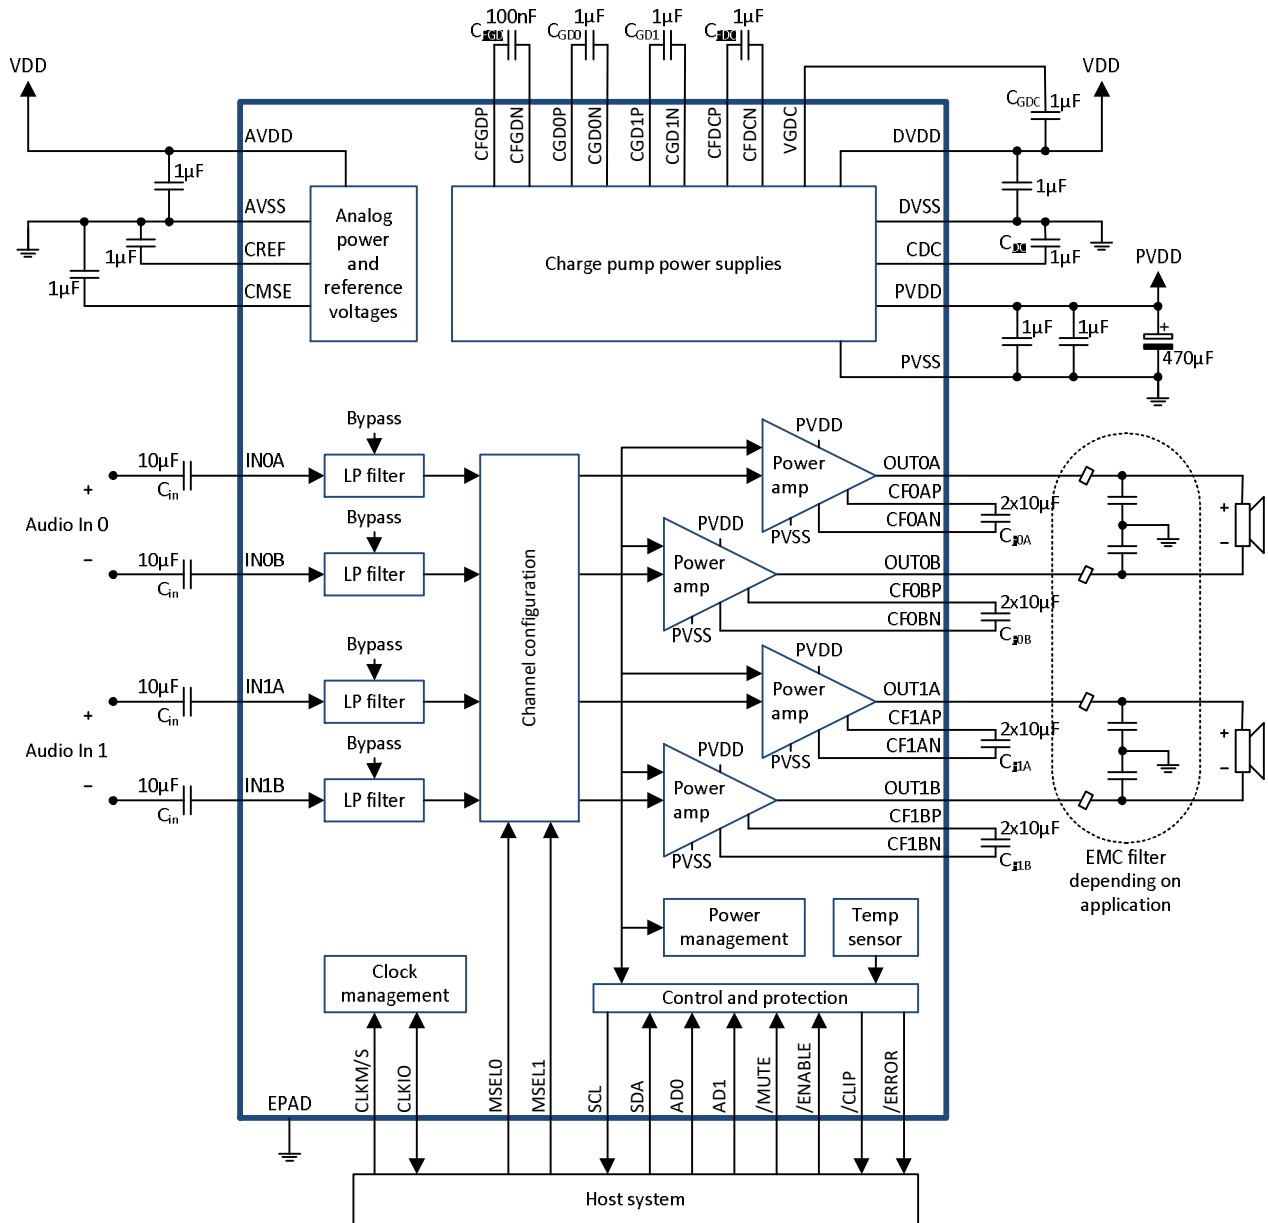 100nF
1µF
1µF
1µF
CGD0
CGD1
VDD
VDD
CGDC
1µF
CFGDP
CFGDN
CGD0P
CGD0N
CGD1P
CGD1N
CFDCP
CFDCN
VGDC
AVDD
DVDD
1µF
1µF
AVSS
DVSS
Analog
power
and
reference
voltages
Charge pump power supplies
CREF
1µF
CDC
1µF
PVDD
CMSE
1µF
PVDD
1µF
1µF
+
470µF
PVSS
Bypass
PVDD
10µF
IN0A
LP filter
Power
amp
OUT0A
Cin
+
CF0AP
2x10µF
Audio In 0
Bypass
PVDD
PVSS
CF0AN
+
−
−
10µF
IN0B
LP filter
Power
amp
OUT0B
Cin
CF0BP
2x10µF
PVSS
CF0BN
Channel configuration
Bypass
PVDD
10µF
IN1A
LP filter
Power
amp
OUT1A
Cin
+
CF1AP
2x10µF
Audio In 1
Bypass
PVDD
PVSS
CF1AN
+
−
−
10µF
IN1B
LP filter
Power
amp
OUT1B
Cin
CF1BP
2x10µF
PVSS
CF1BN
EMC filter
depending on
application
Power
management
Temp
sensor
Clock
management
Control and protection
CLKM/S
CLKIO
MSEL0
MSEL1
SCL
SDA
AD0
AD1
/MUTE
/ENABLE
/CLIP
/ERROR
EPAD
Host system